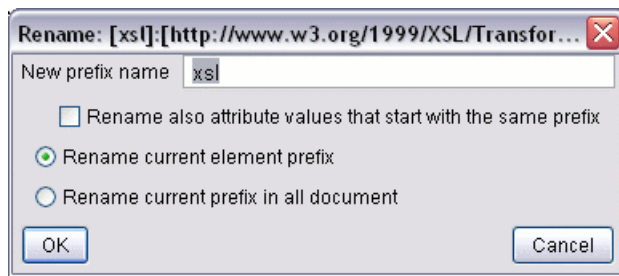 Rename: [xsl]:[http://www.w3.org/1999/XSL/Transfor...
New prefix name xsl
Rename also attribute values that start with the same prefix
Rename current element prefix
Rename current prefix in all document
OK Cancel